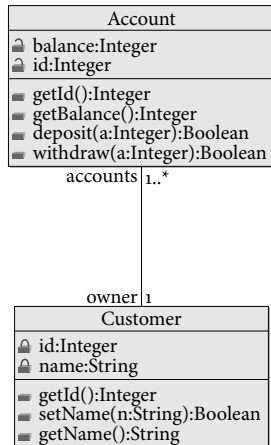 Account
balance:Integer
id:Integer
getId():Integer
getBalance():Integer
deposit(a:Integer):Boolean
withdraw(a:Integer):Boolean
accounts 1..*
owner 1
Customer
id:Integer
name:String
getId():Integer
setName(n:String):Boolean
getName():String